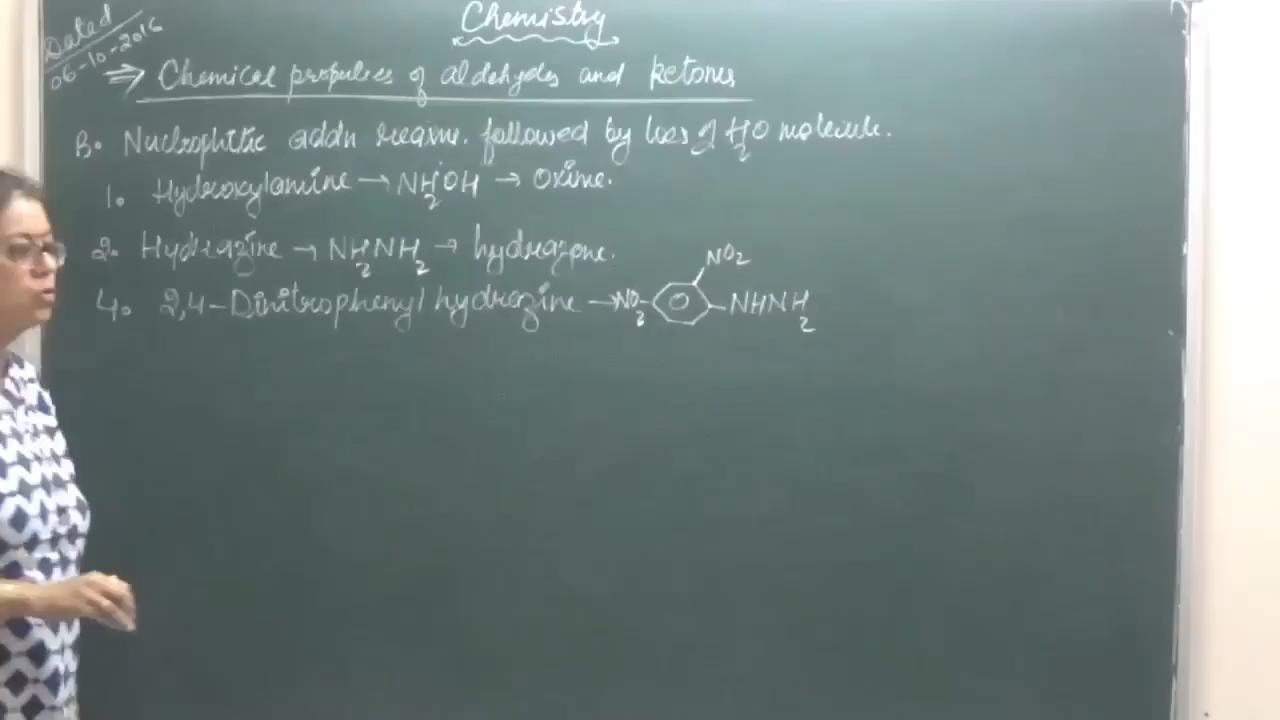 Chemistry
Dated
06-10-2016
⇒ Chemical properties of aldehydes and ketones
B. Nucleophilic addn reaxns. followed by loss of H₂O molecule.
1. Hydroxylamine → NH₂OH → Oxime.
2. Hydrazine → NH₂NH₂ → hydrazone.
NO₂
4. 2,4-Dinitrophenyl hydrazine → NO₂ NHNH₂